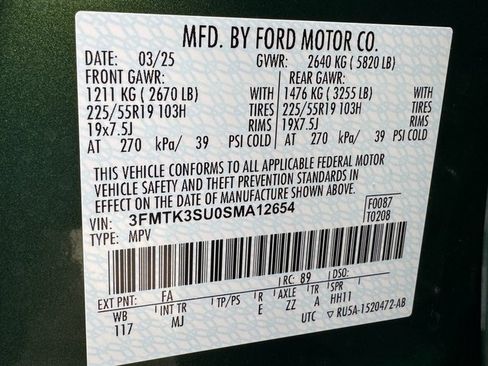 MFD. BY FORD MOTOR CO.
DATE: 03/25 GVWR: 2640 KG ( 5820 LB)
FRONT GAWR: REAR GAWR:
1211 KG ( 2670 LB) WITH 1476 KG ( 3255 LB)
225/55R19 103H TIRES 225/55R19 103H
19x7.5J RIMS 19x7.5J
AT 270 kPa/ 39 PSI COLD AT 270 kPa/ 39 PSI COLD
THIS VEHICLE CONFORMS TO ALL APPLICABLE FEDERAL MOTOR
VEHICLE SAFETY AND THEFT PREVENTION STANDARDS IN
EFFECT ON THE DATE OF MANUFACTURE SHOWN ABOVE.
VIN: 3FMTK3SU0SMA12654 F0087
TYPE: MPV T0208
EXT PNT: FA RC: 89 DSO:
WB INT TR TP/PS R AXLE TR SPR
117 MJ E ZZ A HH11
UTC ▽ RU5A-1520472-AB